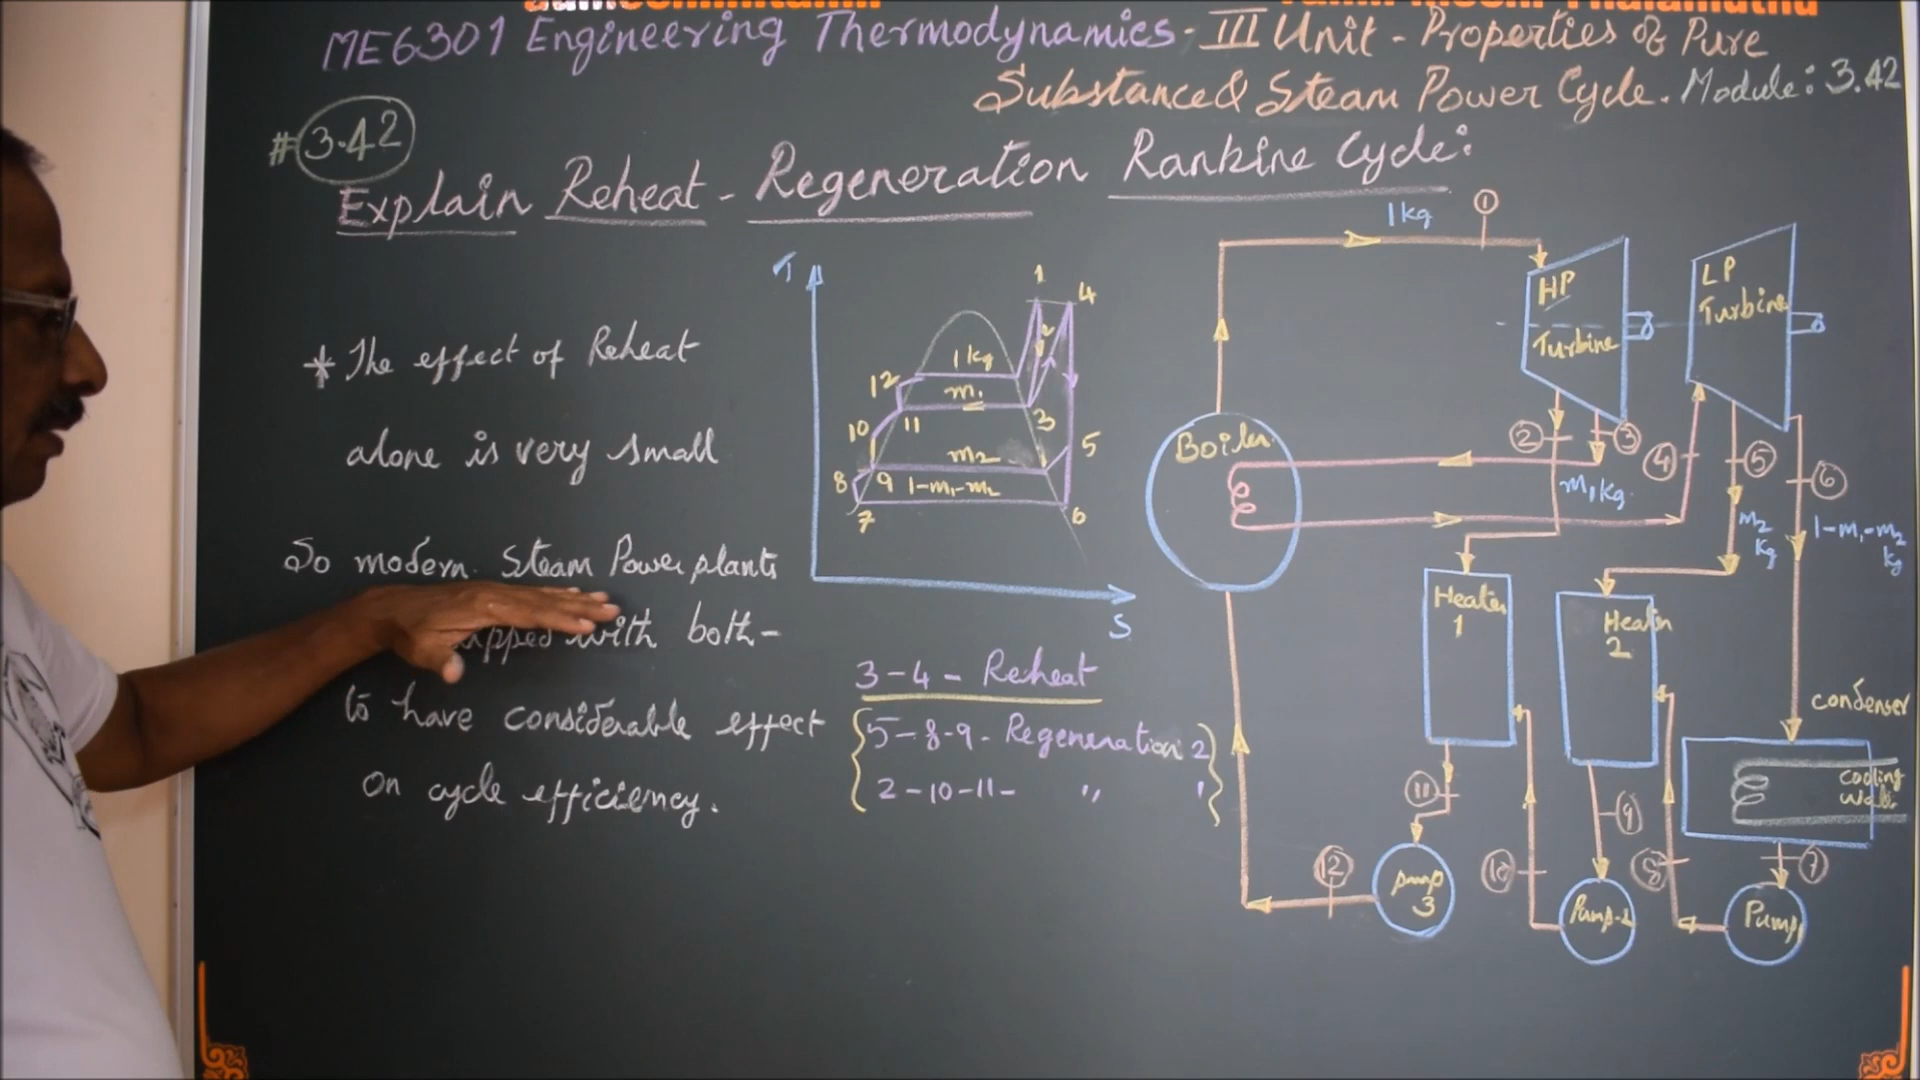 ME6301 Engineering Thermodynamics - III Unit - Properties of Pure
Substance & Steam Power Cycle. Module: 3.42
# 3.42
Explain Reheat - Regeneration Rankine Cycle:
* The effect of Reheat
alone is very small
So modern Steam Power plants
with both -
to have considerable effect
on cycle efficiency.
T
1
4
2
1 kg
12
m1
10
11
3
5
m2
8
9
1-m1-m2
7
6
S
3-4 - Reheat
5-8-9 - Regeneration 2
2-10-11- " 1
1 kg
1
HP
Turbine
LP
Turbine
Boiler
2
3
4
5
6
m1 kg
m2
kg
1-m1-m2
kg
Heater
1
Heater
2
condenser
cooling
water
11
9
12
10
8
7
Pump
3
Pump-2
Pump1